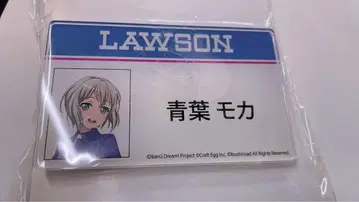 LAWSON
青葉 モカ
©BanG Dream! Project ©Craft Egg Inc. ©bushiroad All Rights Reserved.